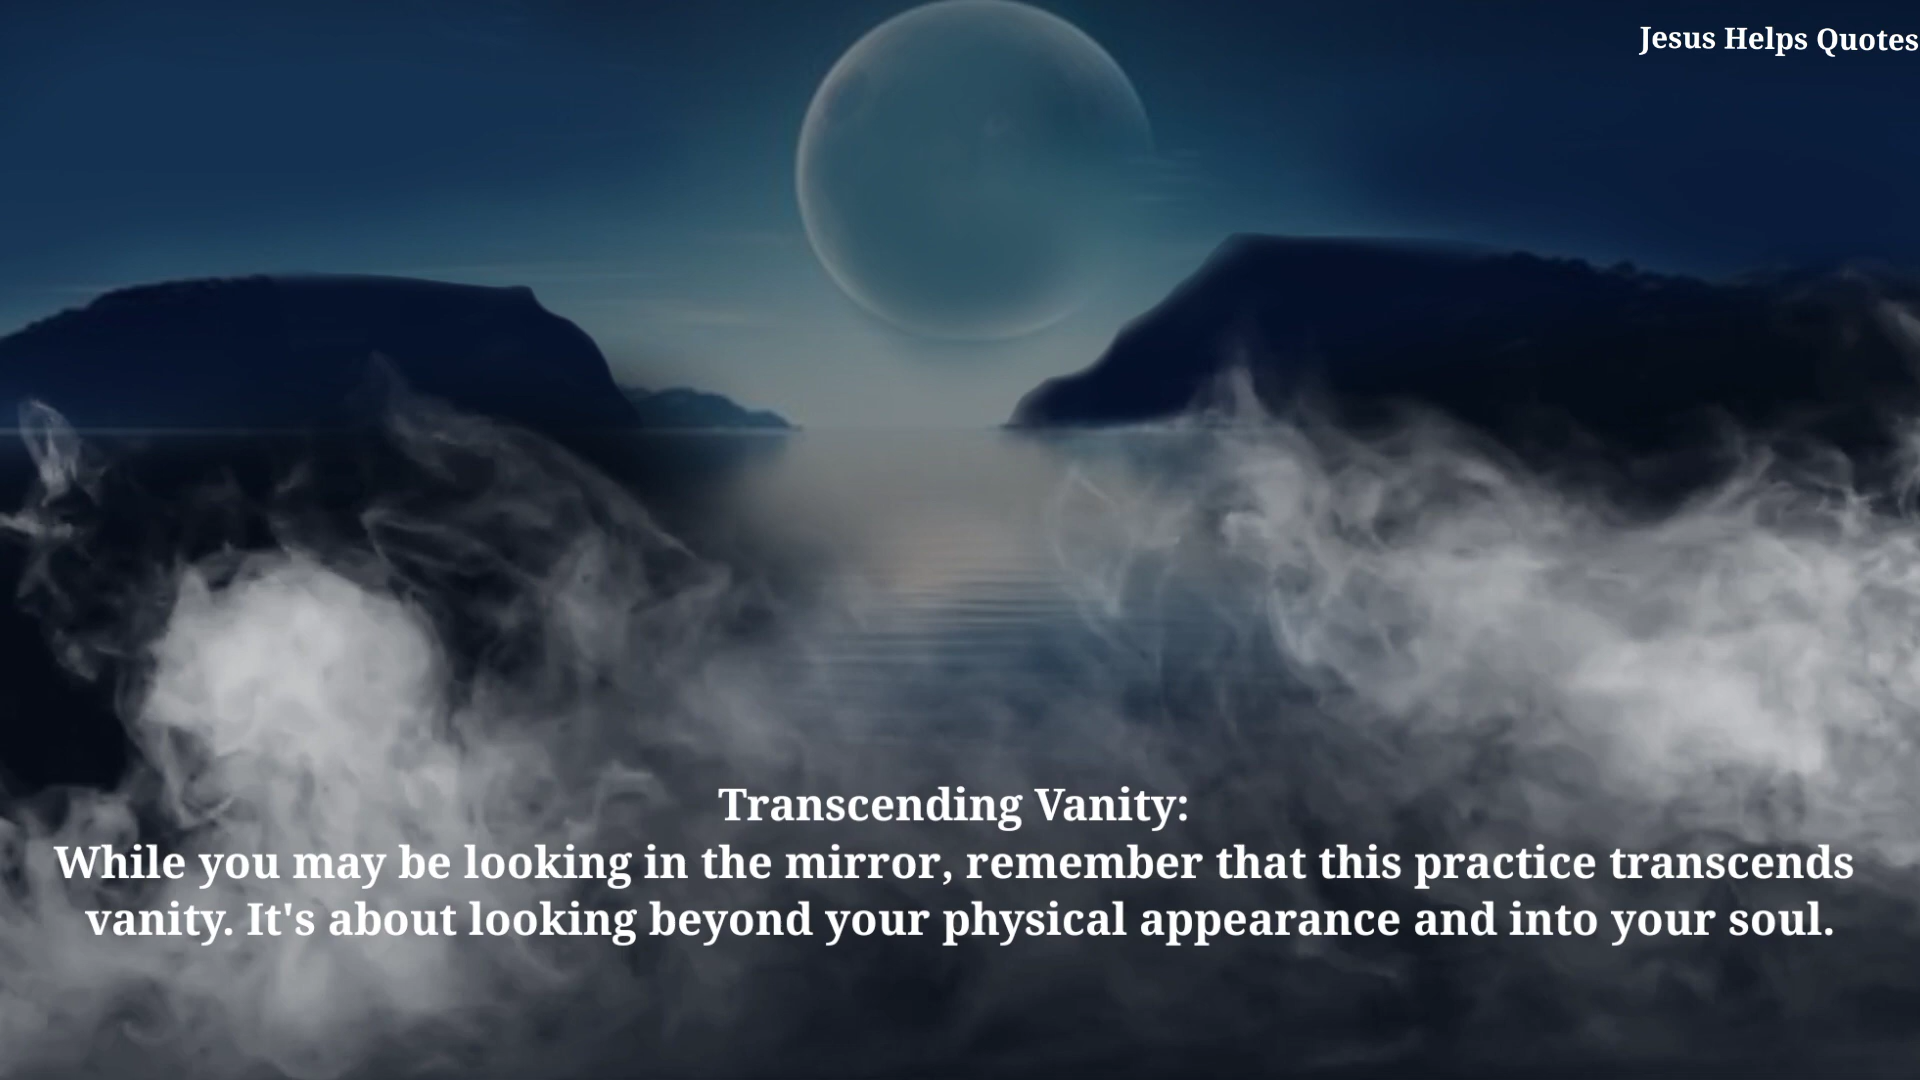 Jesus Helps Quotes
Transcending Vanity:
While you may be looking in the mirror, remember that this practice transcends
vanity. It's about looking beyond your physical appearance and into your soul.